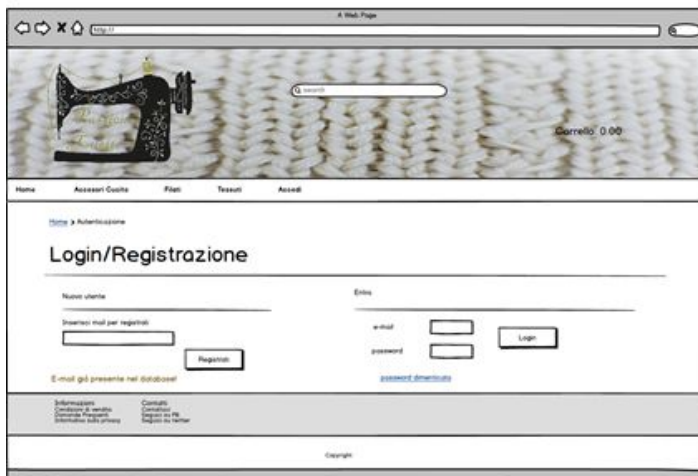 A Web Page
http://
search
Carrello 0.00
Home Accessori Cucito Filati Tessuti Accedi
Home > Autenticazione
Login/Registrazione
Nuovo utente
Inserisci mail per registrati
Registrati
E-mail già presente nel database!
Entra
e-mail
password
Login
password dimenticata
Informazioni
Condizioni di vendita
Domande Frequenti
Informativa sulla privacy
Contatti
Contattaci
Seguici su FB
Seguici su twitter
Copyright